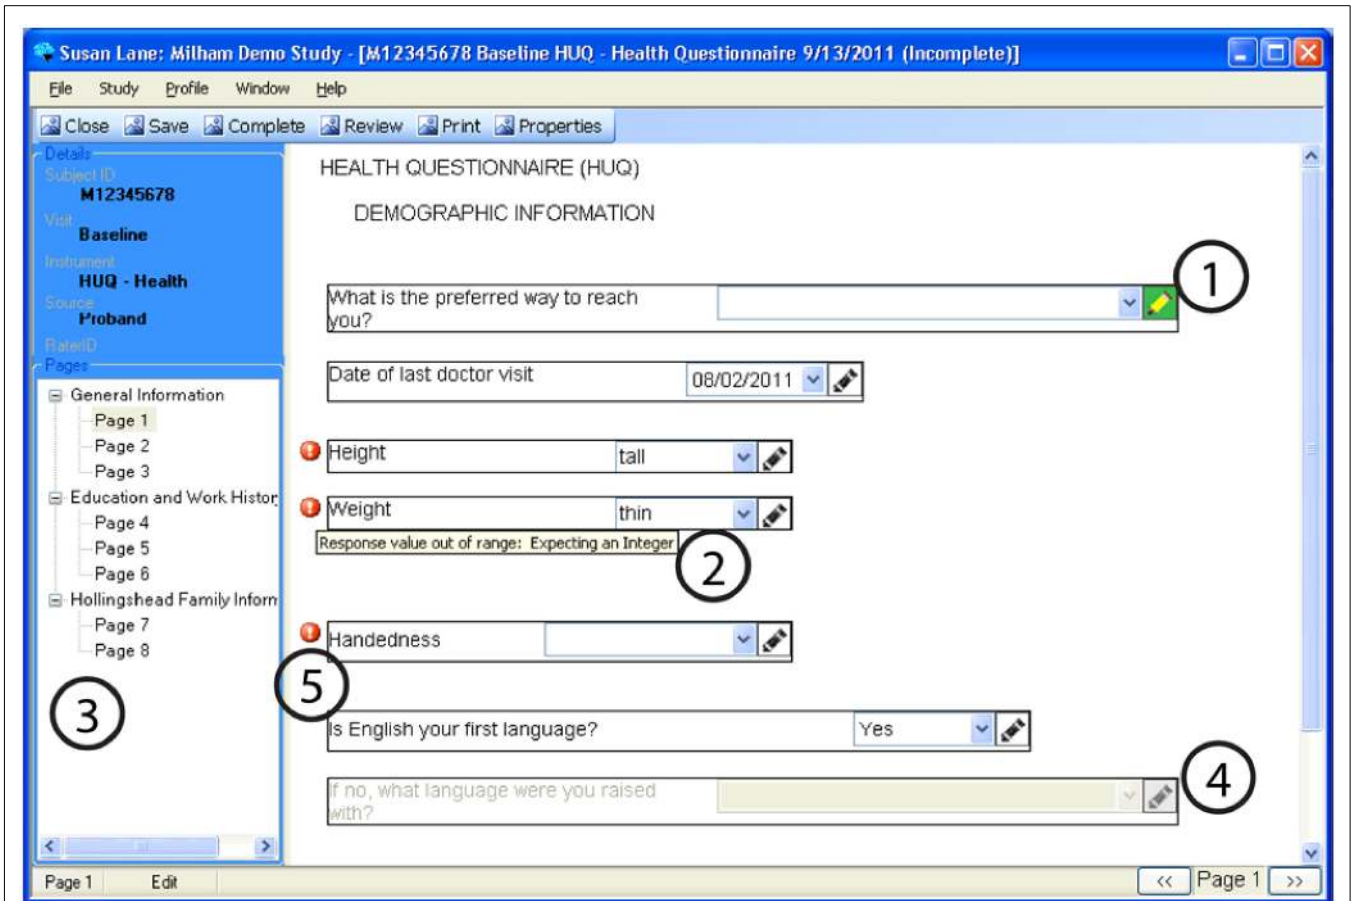 Susan Lane: Milham Demo Study - [M12345678 Baseline HUQ - Health Questionnaire 9/13/2011 (Incomplete)]
File Study Profile Window Help
Close Save Complete Review Print Properties
Details
Subject ID
M12345678
Visit
Baseline
Instrument
HUQ - Health
Source
Proband
RaterID
Pages
General Information
Page 1
Page 2
Page 3
Education and Work Histor
Page 4
Page 5
Page 6
Hollingshead Family Inform
Page 7
Page 8
3
HEALTH QUESTIONNAIRE (HUQ)
DEMOGRAPHIC INFORMATION
1
What is the preferred way to reach
you?
Date of last doctor visit 08/02/2011
Height tall
Weight thin
Response value out of range: Expecting an Integer
2
Handedness
5
Is English your first language? Yes
4
If no, what language were you raised
with?
Page 1 Edit << Page 1 >>